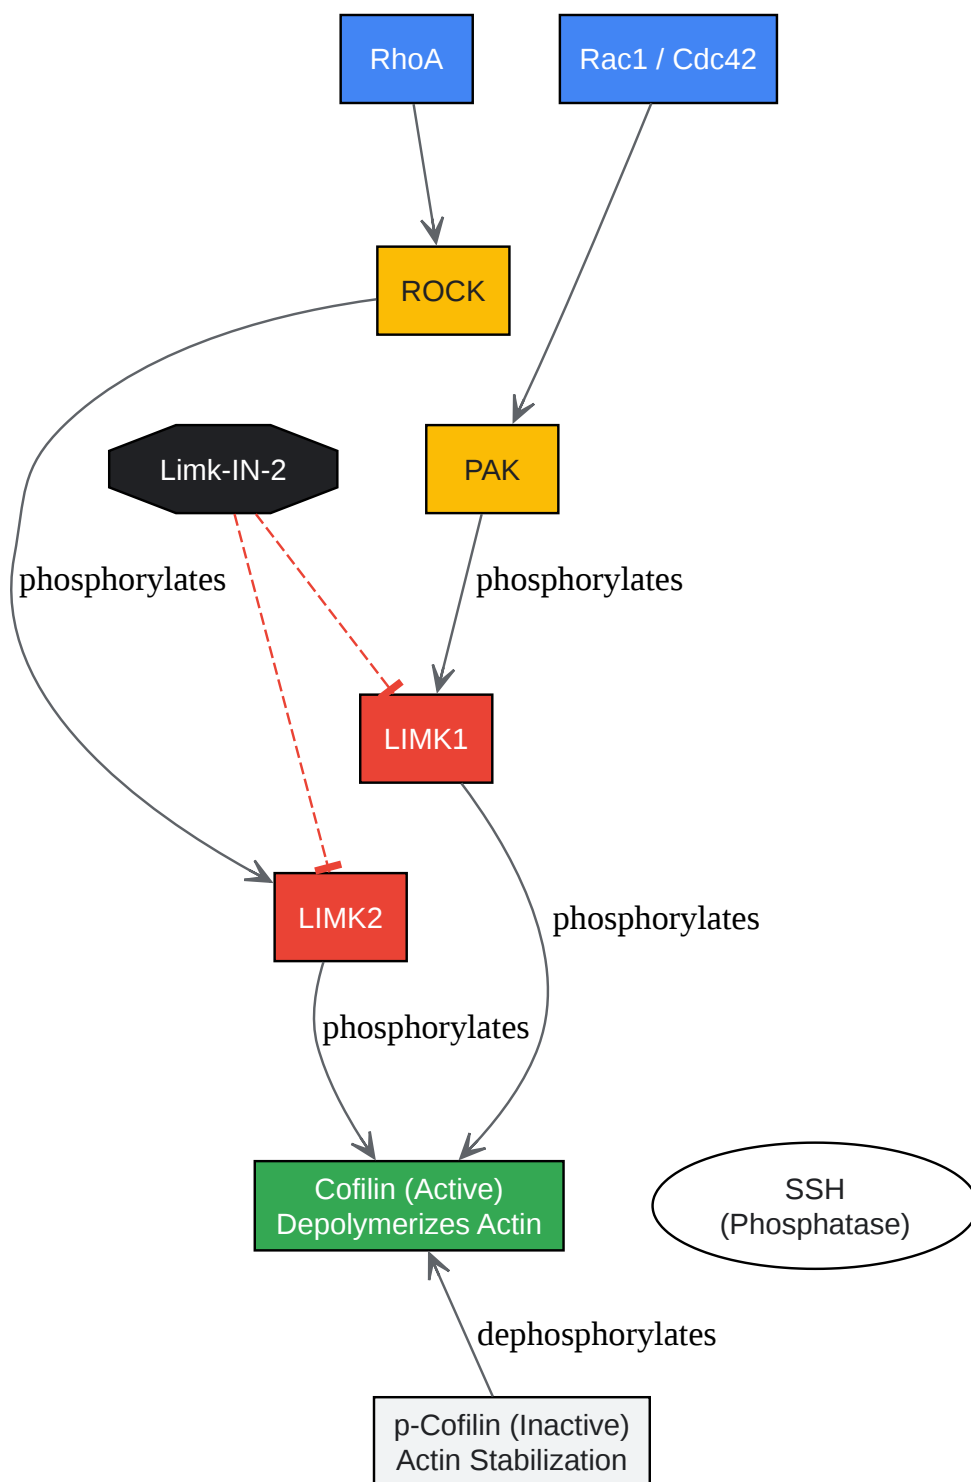 RhoA
Rac1 / Cdc42
ROCK
Limk-IN-2
PAK
phosphorylates
phosphorylates
LIMK1
LIMK2
phosphorylates
phosphorylates
Cofilin (Active)
Depolymerizes Actin
SSH
(Phosphatase)
dephosphorylates
p-Cofilin (Inactive)
Actin Stabilization